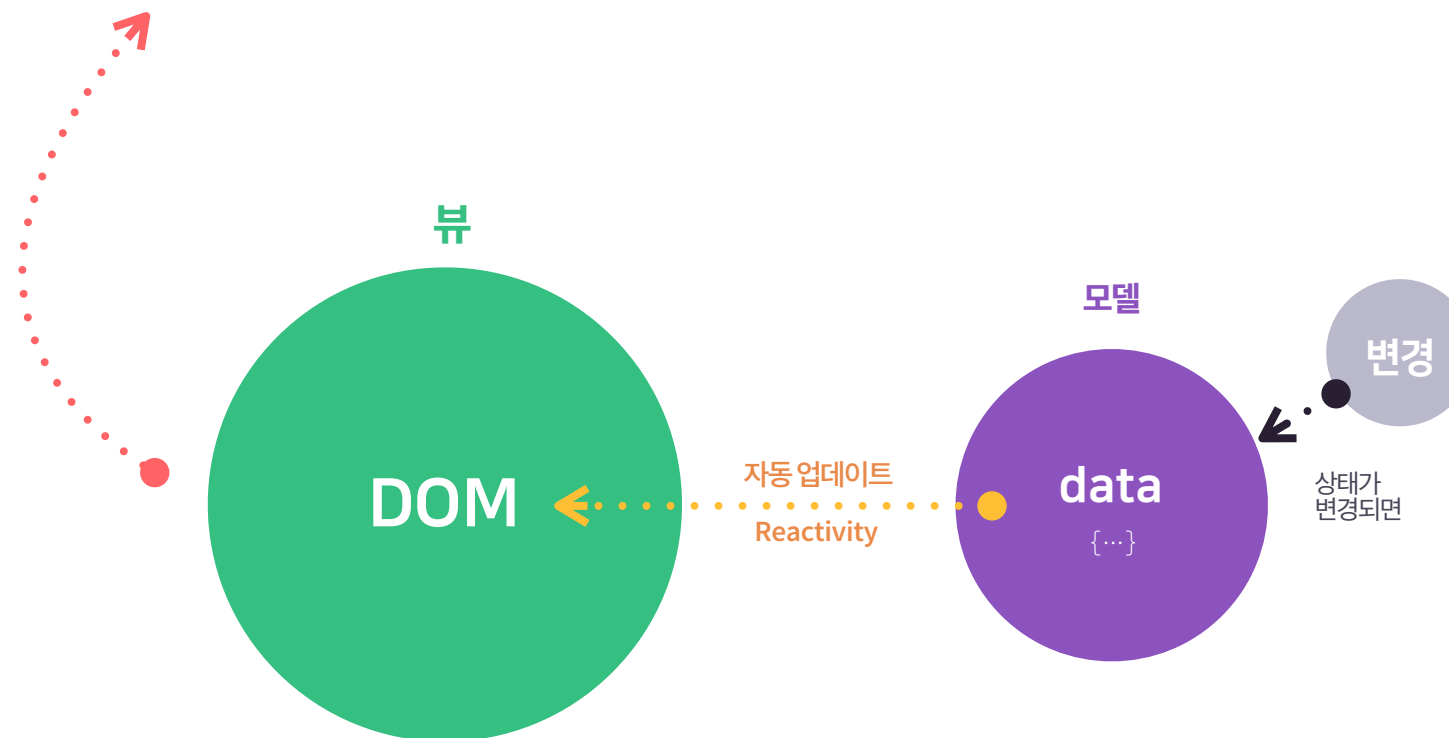 뷰
DOM
자동 업데이트
Reactivity
모델
data
{···}
변경
상태가
변경되면